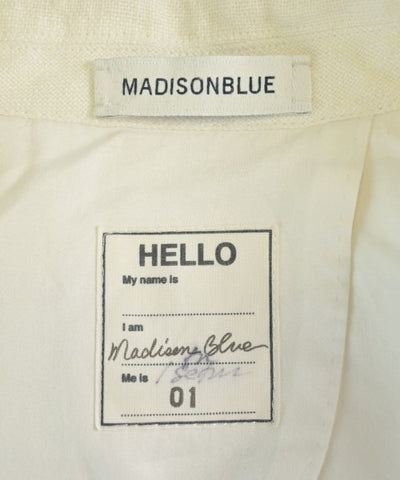 MADISONBLUE
HELLO
My name is
I am
Madison Blue
Me is
01